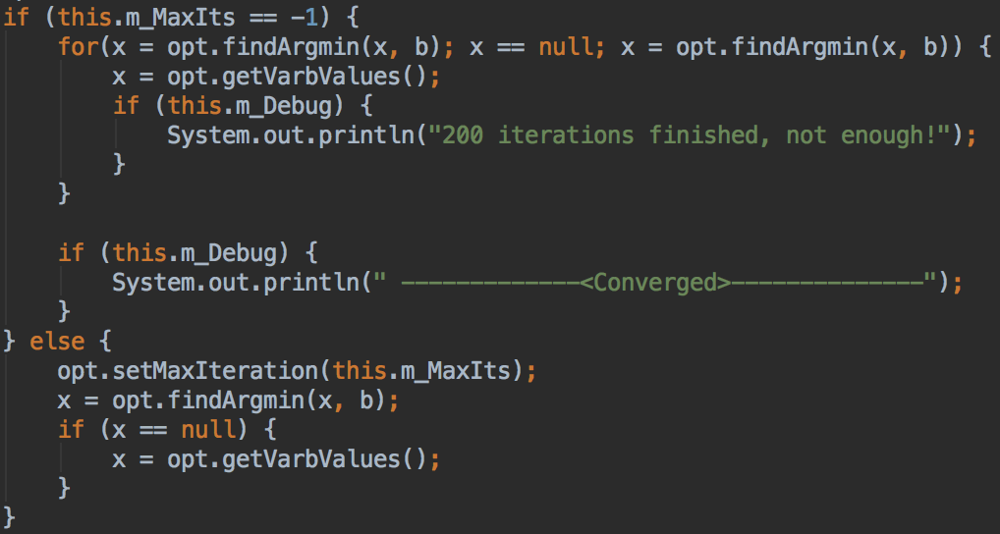 if (this.m_MaxIts == -1) {
    for(x = opt.findArgmin(x, b); x == null; x = opt.findArgmin(x, b)) {
        x = opt.getVarbValues();
        if (this.m_Debug) {
            System.out.println("200 iterations finished, not enough!");
        }
    }

    if (this.m_Debug) {
        System.out.println(" -------------<Converged>--------------");
    }
} else {
    opt.setMaxIteration(this.m_MaxIts);
    x = opt.findArgmin(x, b);
    if (x == null) {
        x = opt.getVarbValues();
    }
}